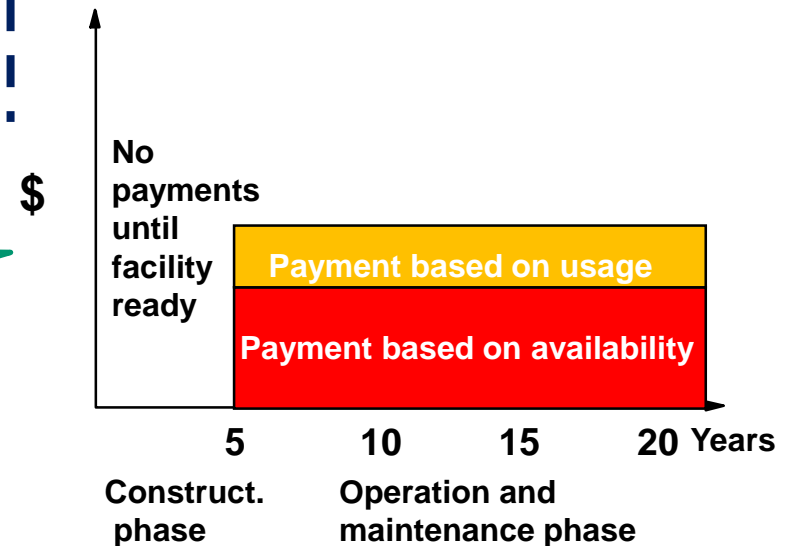 No
payments
until
facility
ready
$
Payment based on usage
Payment based on availability
5 10 15 20 Years
Construct.
phase
Operation and
maintenance phase